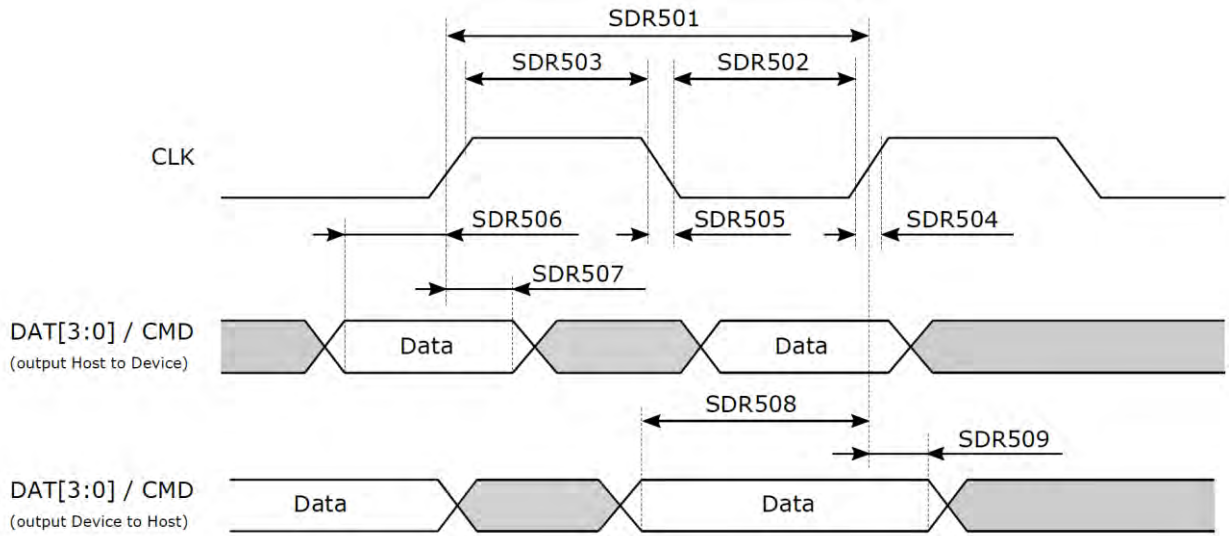 SDR501
SDR503 SDR502
CLK
SDR506 SDR505 SDR504
SDR507
DAT[3:0] / CMD
(output Host to Device)
Data Data
SDR508
SDR509
DAT[3:0] / CMD
(output Device to Host)
Data Data